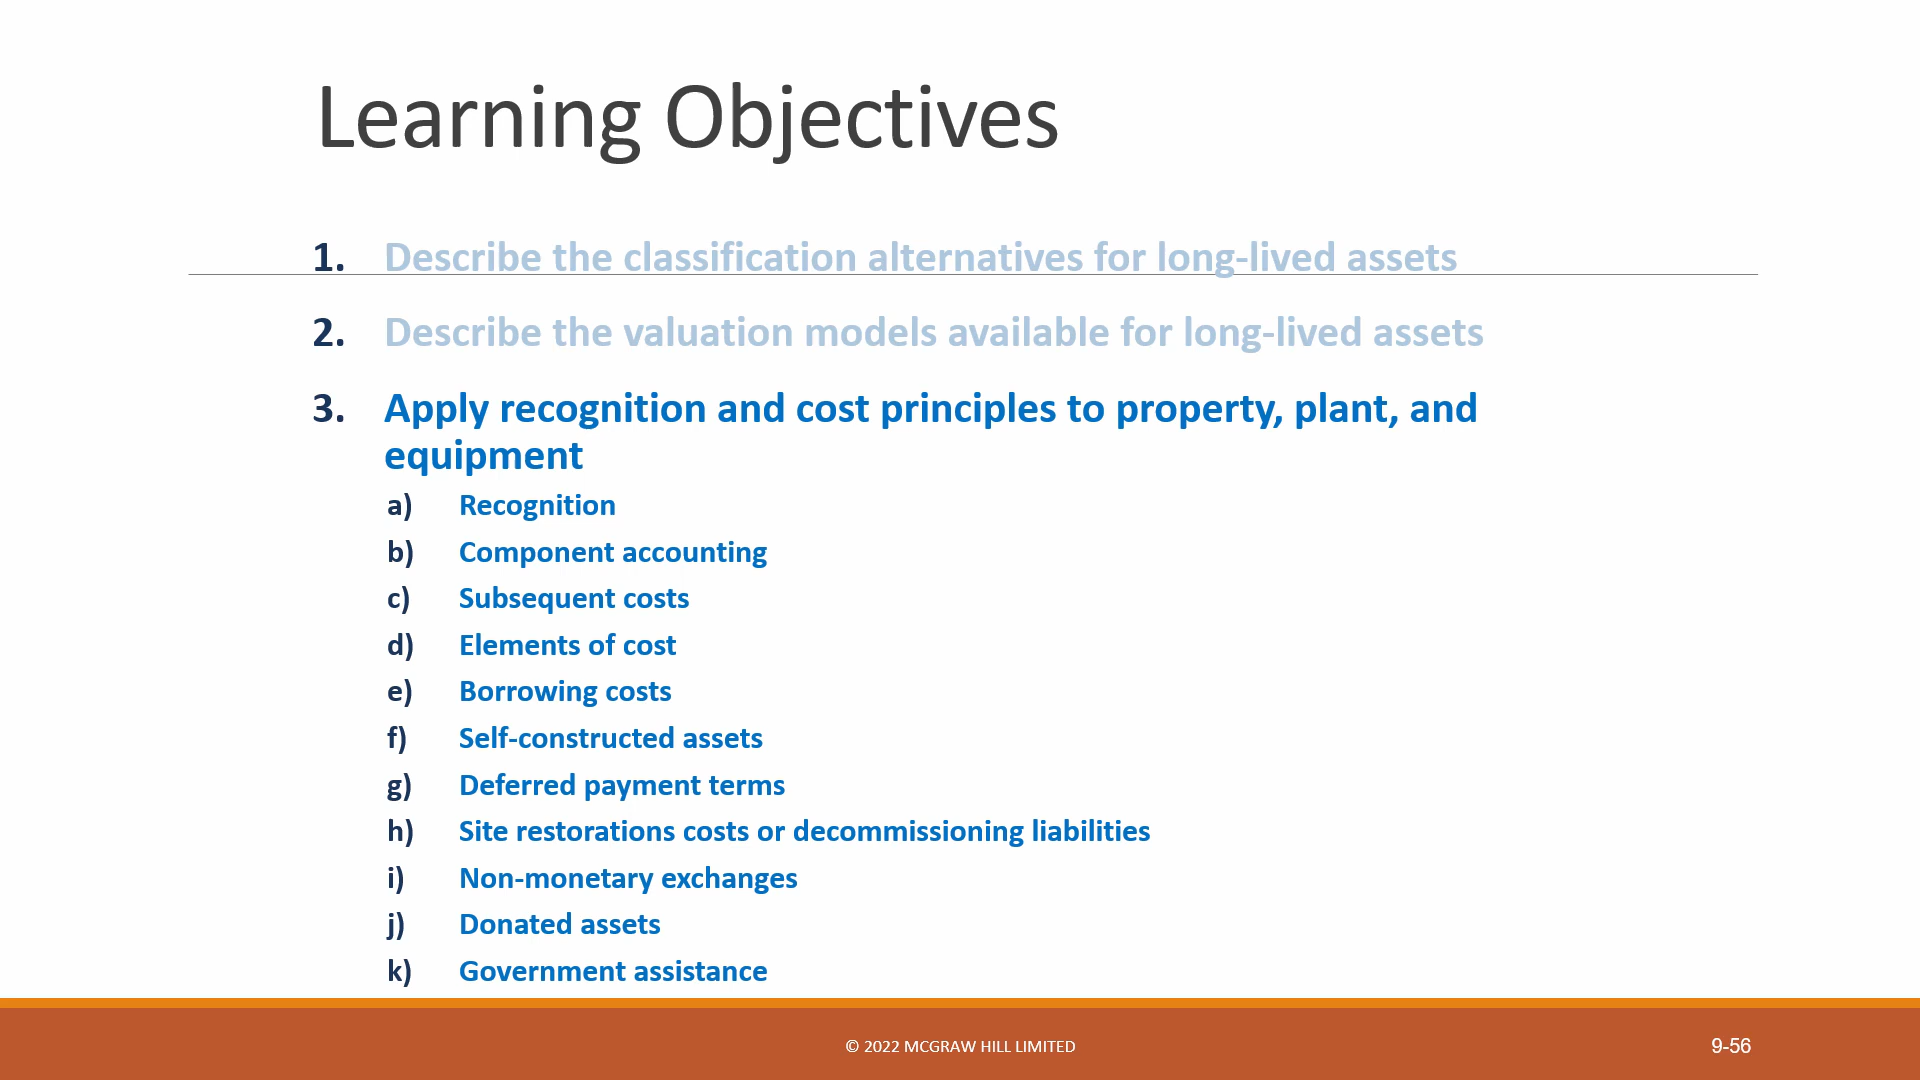 Learning Objectives
1. Describe the classification alternatives for long-lived assets
2. Describe the valuation models available for long-lived assets
3. Apply recognition and cost principles to property, plant, and
equipment
a) Recognition
b) Component accounting
c) Subsequent costs
d) Elements of cost
e) Borrowing costs
f) Self-constructed assets
g) Deferred payment terms
h) Site restorations costs or decommissioning liabilities
i) Non-monetary exchanges
j) Donated assets
k) Government assistance
© 2022 MCGRAW HILL LIMITED
9-56